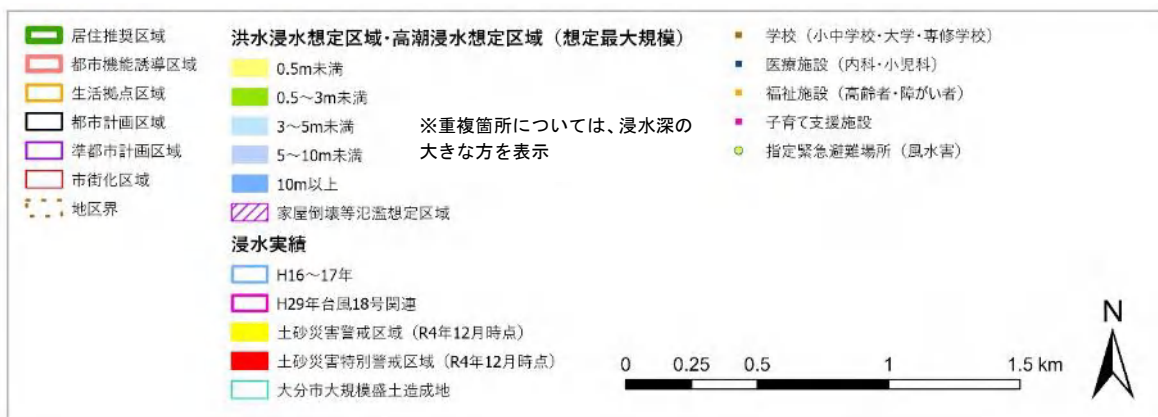 居住推奨区域
都市機能誘導区域
生活拠点区域
都市計画区域
準都市計画区域
市街化区域
地区界
洪水浸水想定区域・高潮浸水想定区域（想定最大規模）
0.5m未満
0.5～3m未満
3～5m未満
5～10m未満
10m以上
家屋倒壊等氾濫想定区域
※重複箇所については、浸水深の
大きな方を表示
浸水実績
H16～17年
H29年台風18号関連
土砂災害警戒区域（R4年12月時点）
土砂災害特別警戒区域（R4年12月時点）
大分市大規模盛土造成地
学校（小中学校・大学・専修学校）
医療施設（内科・小児科）
福祉施設（高齢者・障がい者）
子育て支援施設
指定緊急避難場所（風水害）
N
0 0.25 0.5 1 1.5 km